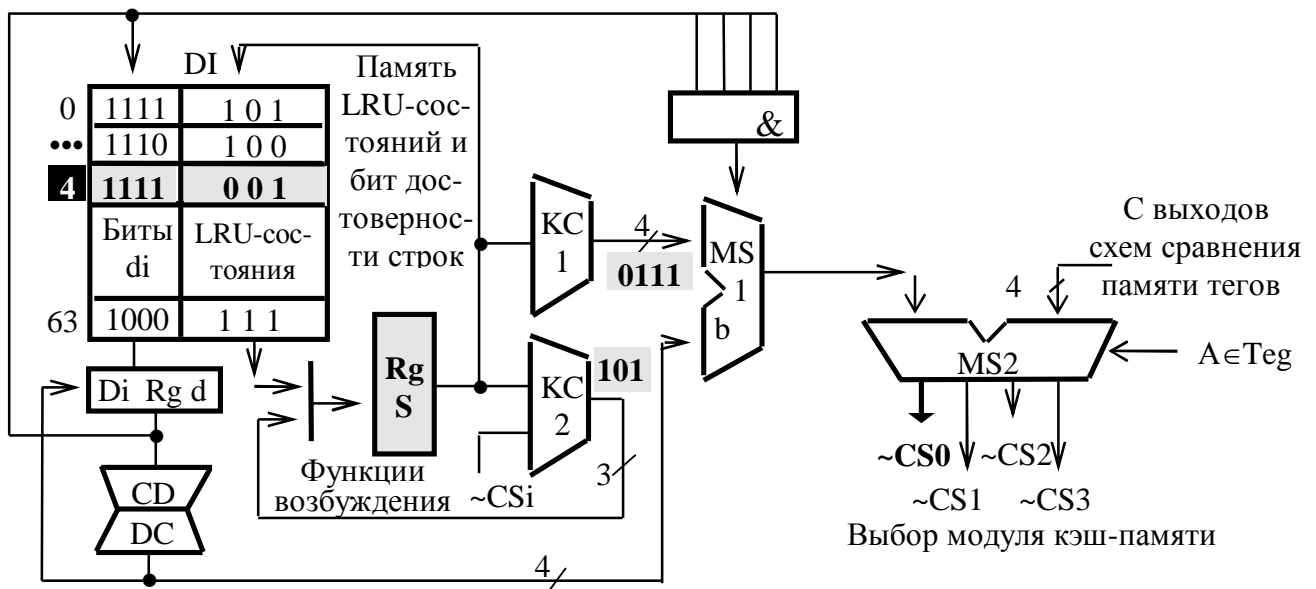 DI
Память
LRU-сос-
тояний и
бит дос-
товернос-
ти строк
0 1111 1 0 1
••• 1110 1 0 0
4 1111 0 0 1
Биты
di
LRU-сос-
тояния
63 1000 1 1 1
&
KC
1
4
0111
MS
1
b
С выходов
схем сравнения
памяти тегов
4
MS2
A∈Teg
Di Rg d
Rg
S
KC
2
101
3
~CSi
Функции
возбуждения
CD
DC
4
~CS0
~CS2
~CS1
~CS3
Выбор модуля кэш-памяти